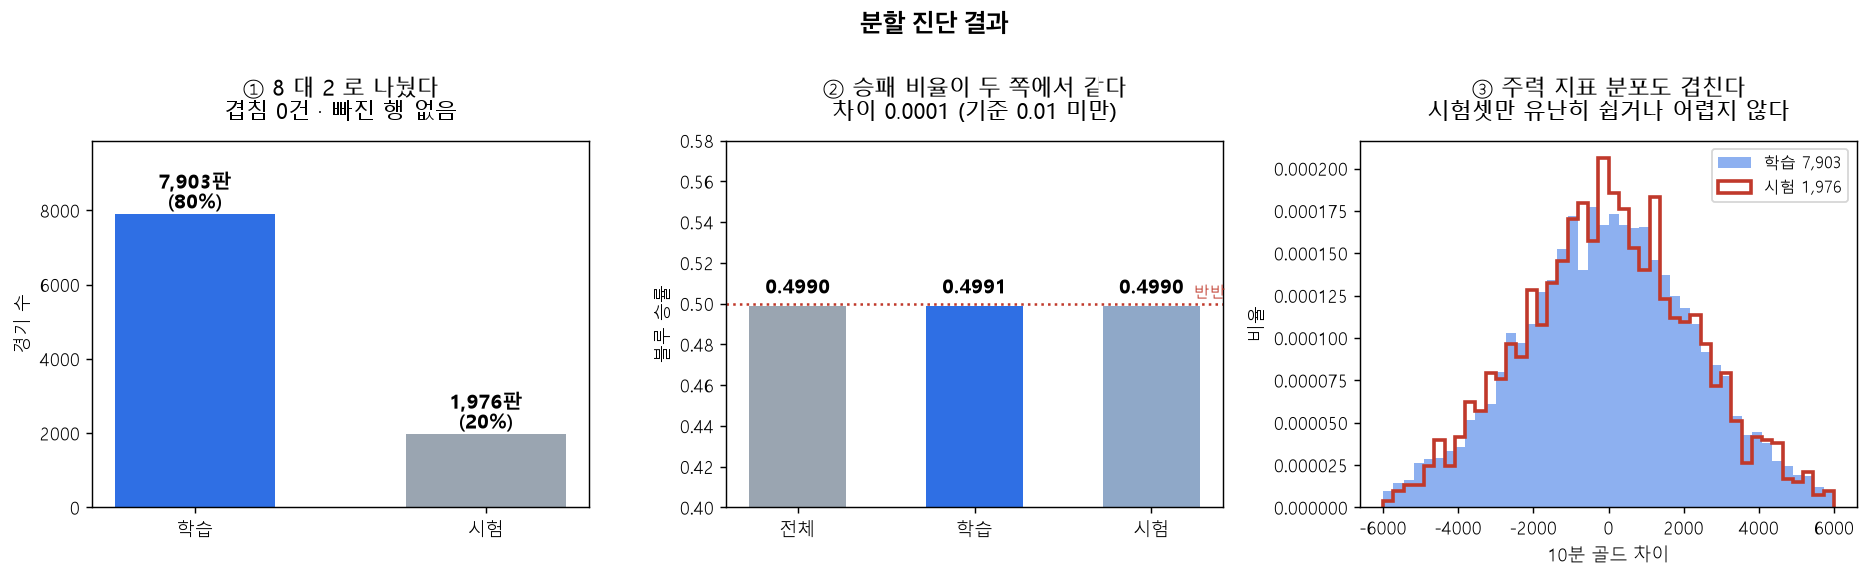 분할 진단 결과
① 8 대 2 로 나눴다
겹침 0건 · 빠진 행 없음
경기 수
8000
6000
4000
2000
0
7,903판
(80%)
1,976판
(20%)
학습
시험
② 승패 비율이 두 쪽에서 같다
차이 0.0001 (기준 0.01 미만)
블루 승률
0.58
0.56
0.54
0.52
0.50
0.48
0.46
0.44
0.42
0.40
0.4990
0.4991
0.4990
반반
전체
학습
시험
③ 주력 지표 분포도 겹친다
시험셋만 유난히 쉽거나 어렵지 않다
비율
0.000200
0.000175
0.000150
0.000125
0.000100
0.000075
0.000050
0.000025
0.000000
학습 7,903
시험 1,976
-6000
-4000
-2000
0
2000
4000
6000
10분 골드 차이